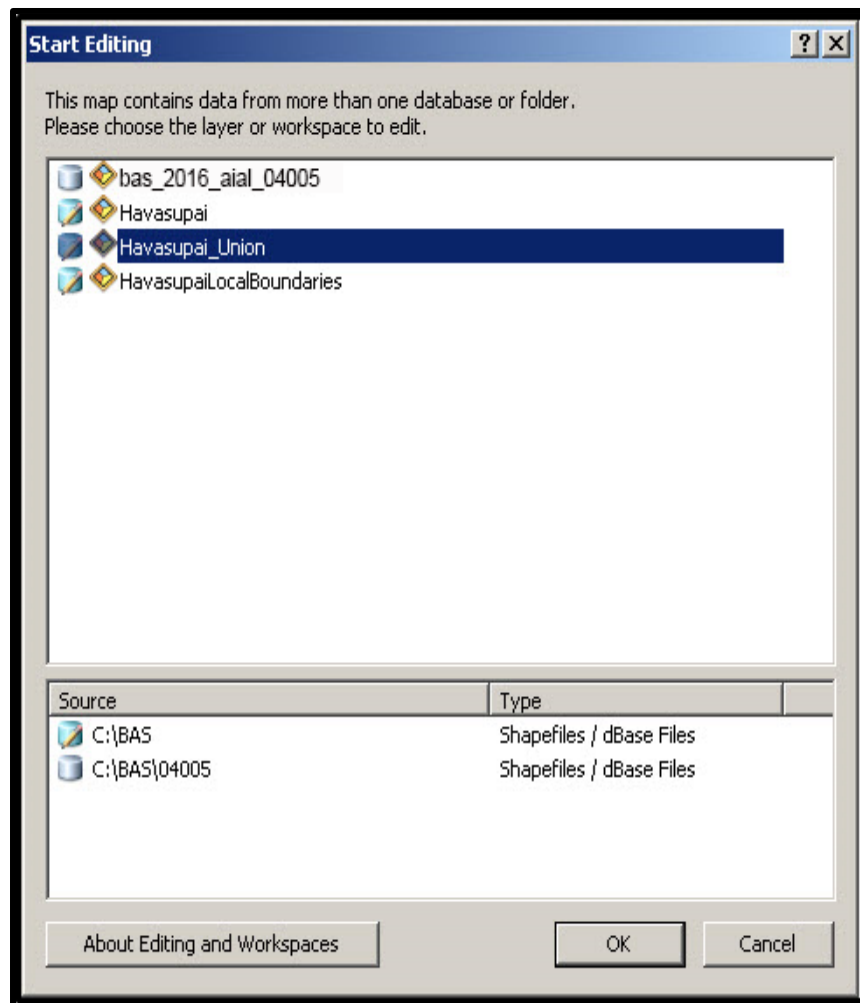 Start Editing
This map contains data from more than one database or folder.
Please choose the layer or workspace to edit.
bas_2016_aial_04005
Havasupai
Havasupai_Union
HavasupaiLocalBoundaries
Source Type
C:\BAS Shapefiles / dBase Files
C:\BAS\04005 Shapefiles / dBase Files
About Editing and Workspaces OK Cancel